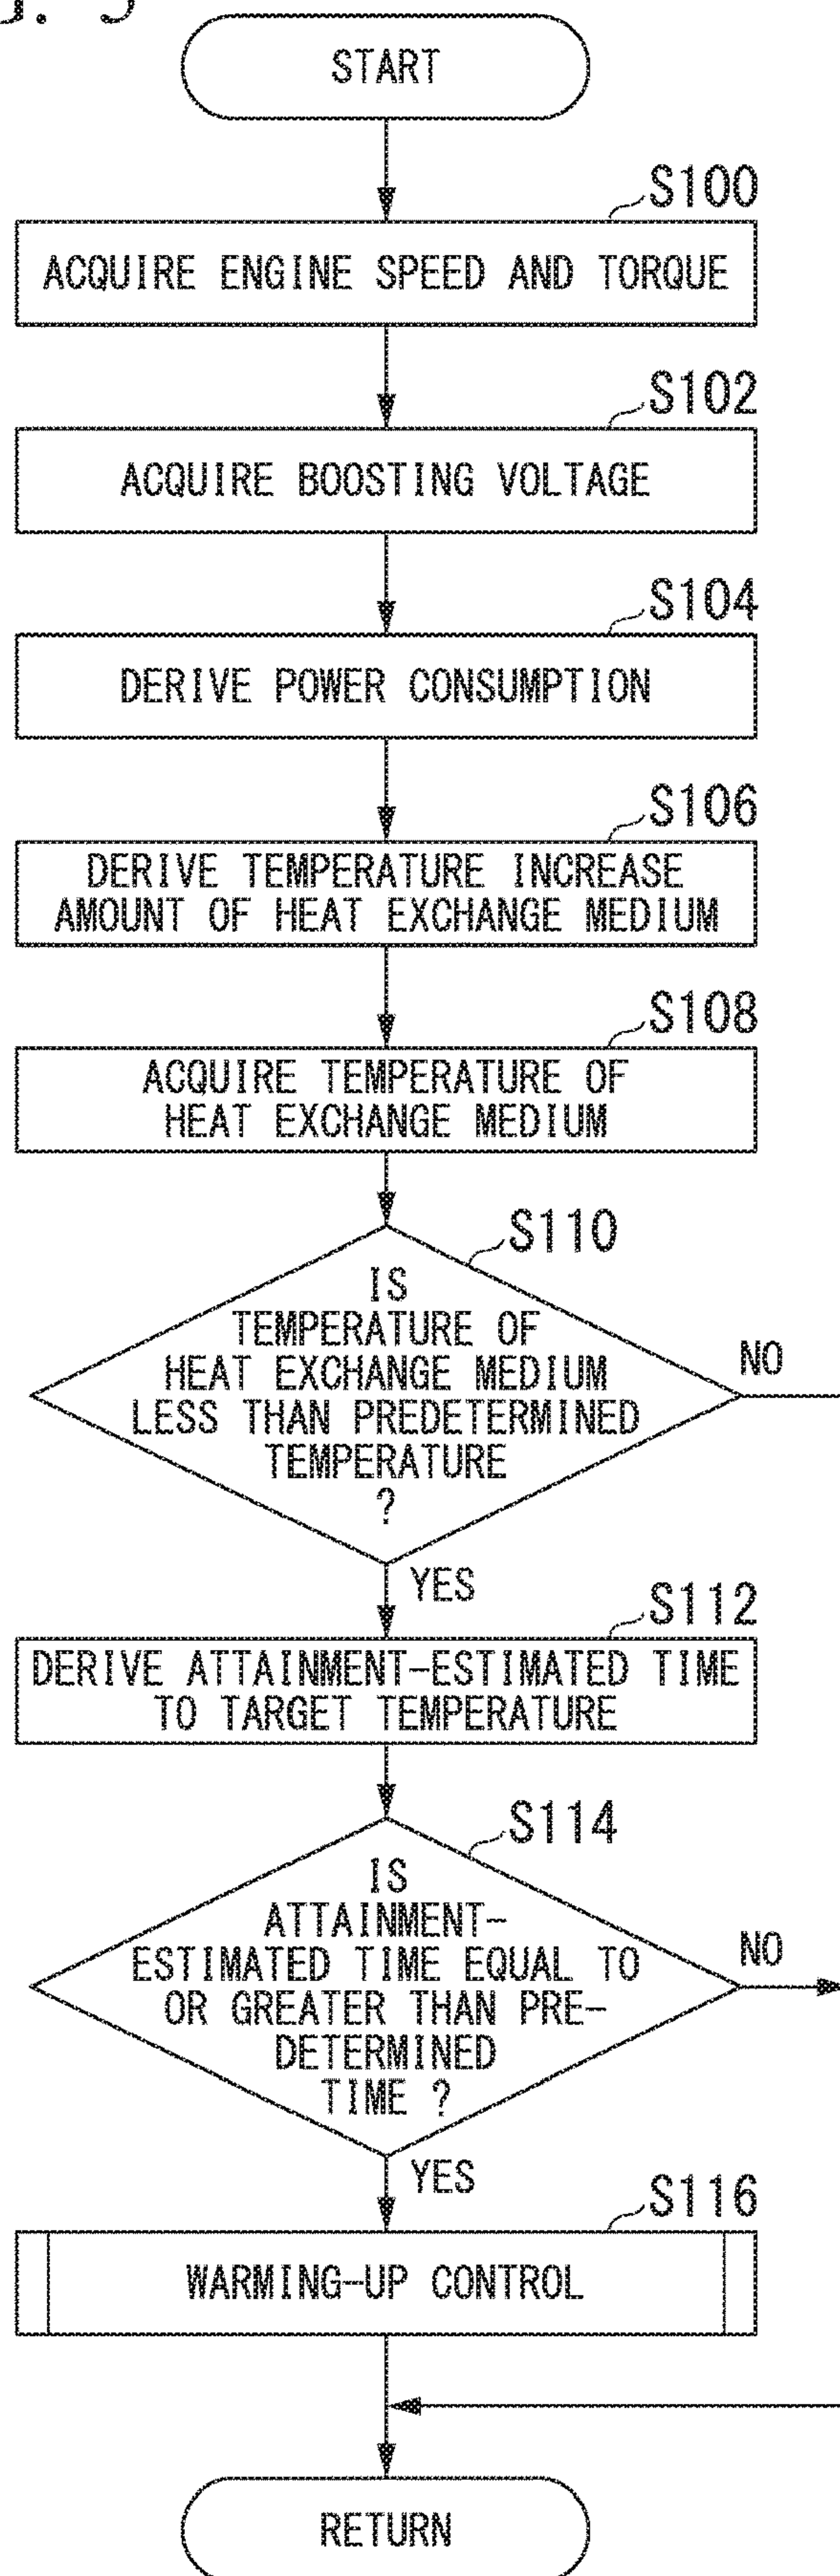 START
S100
ACQUIRE ENGINE SPEED AND TORQUE
S102
ACQUIRE BOOSTING VOLTAGE
S104
DERIVE POWER CONSUMPTION
S106
DERIVE TEMPERATURE INCREASE
AMOUNT OF HEAT EXCHANGE MEDIUM
S108
ACQUIRE TEMPERATURE OF
HEAT EXCHANGE MEDIUM
S110
IS
TEMPERATURE OF
HEAT EXCHANGE MEDIUM
LESS THAN PREDETERMINED
TEMPERATURE
?
NO
YES
S112
DERIVE ATTAINMENT-ESTIMATED TIME
TO TARGET TEMPERATURE
S114
IS
ATTAINMENT-
ESTIMATED TIME EQUAL TO
OR GREATER THAN PRE-
DETERMINED
TIME ?
NO
YES
S116
WARMING-UP CONTROL
RETURN